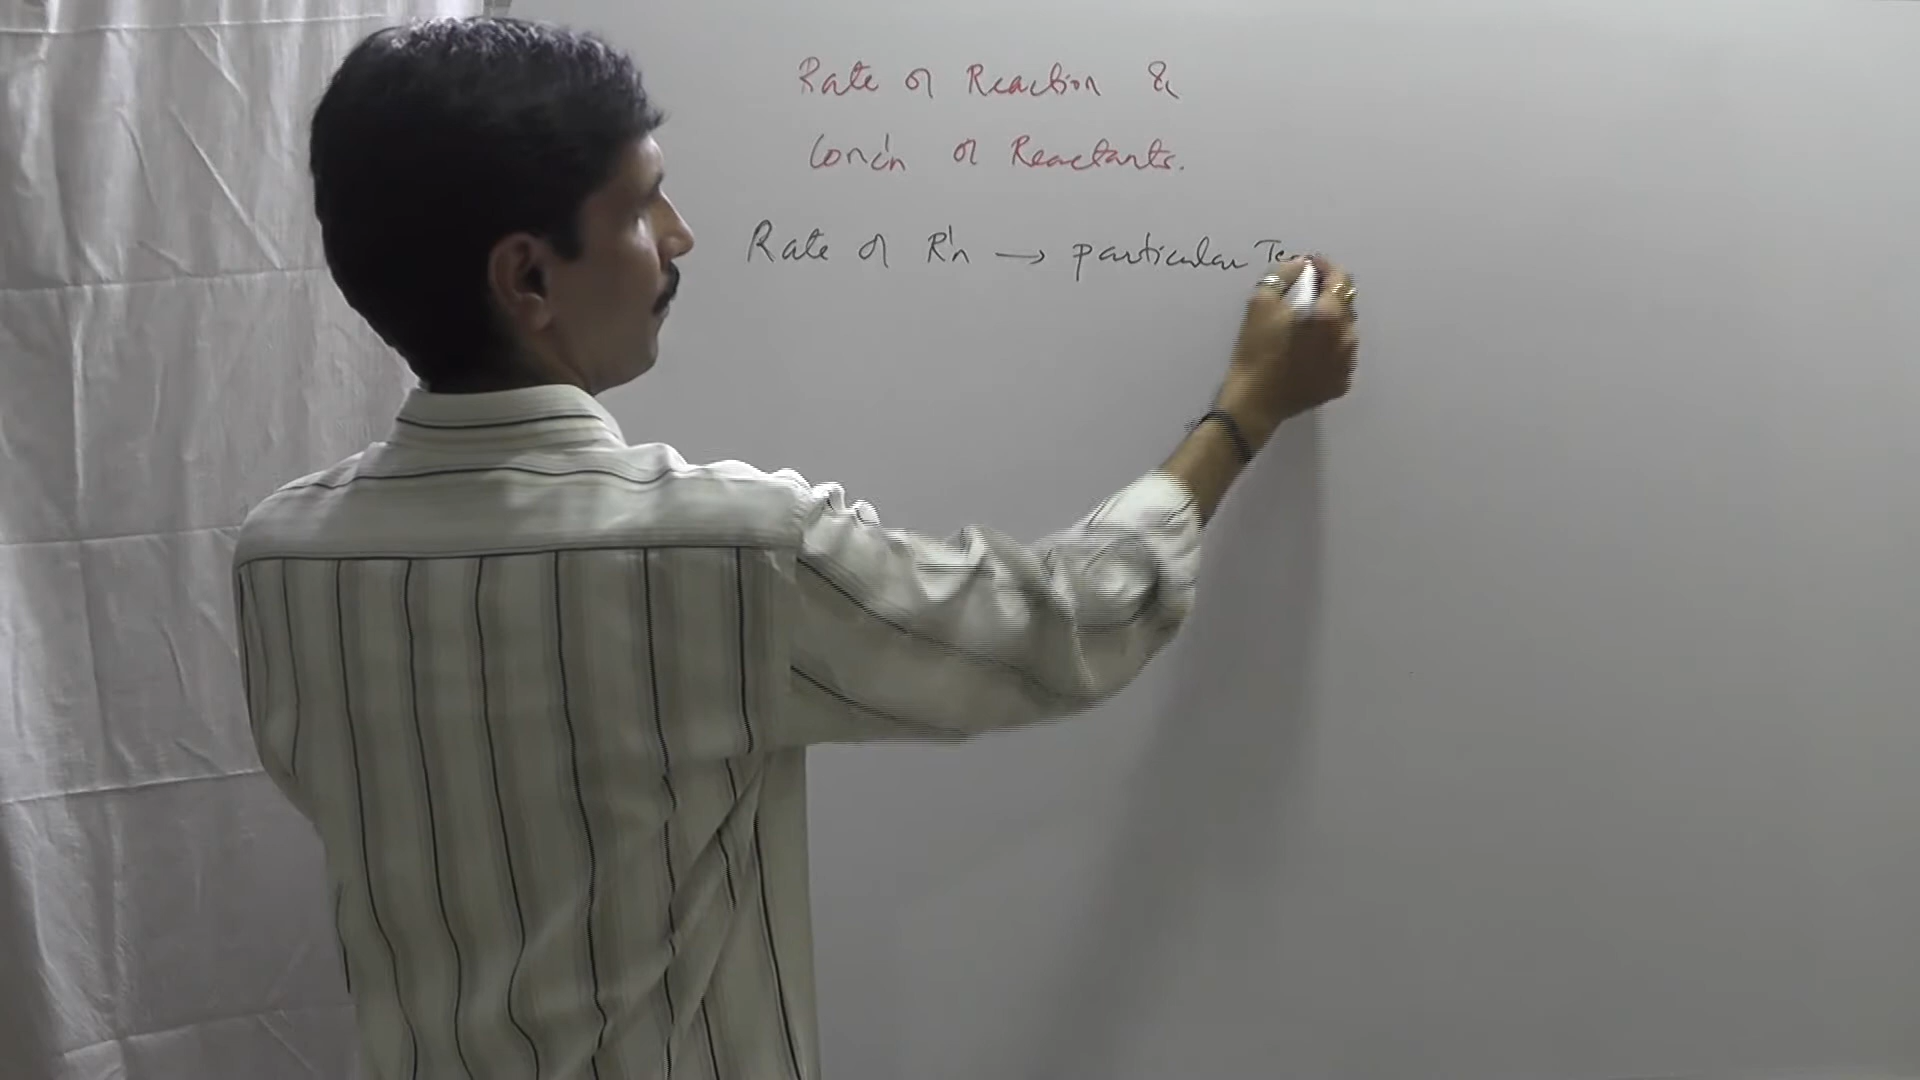 Rate of Reaction &
Conc'n of Reactants.
Rate of R'n → particular